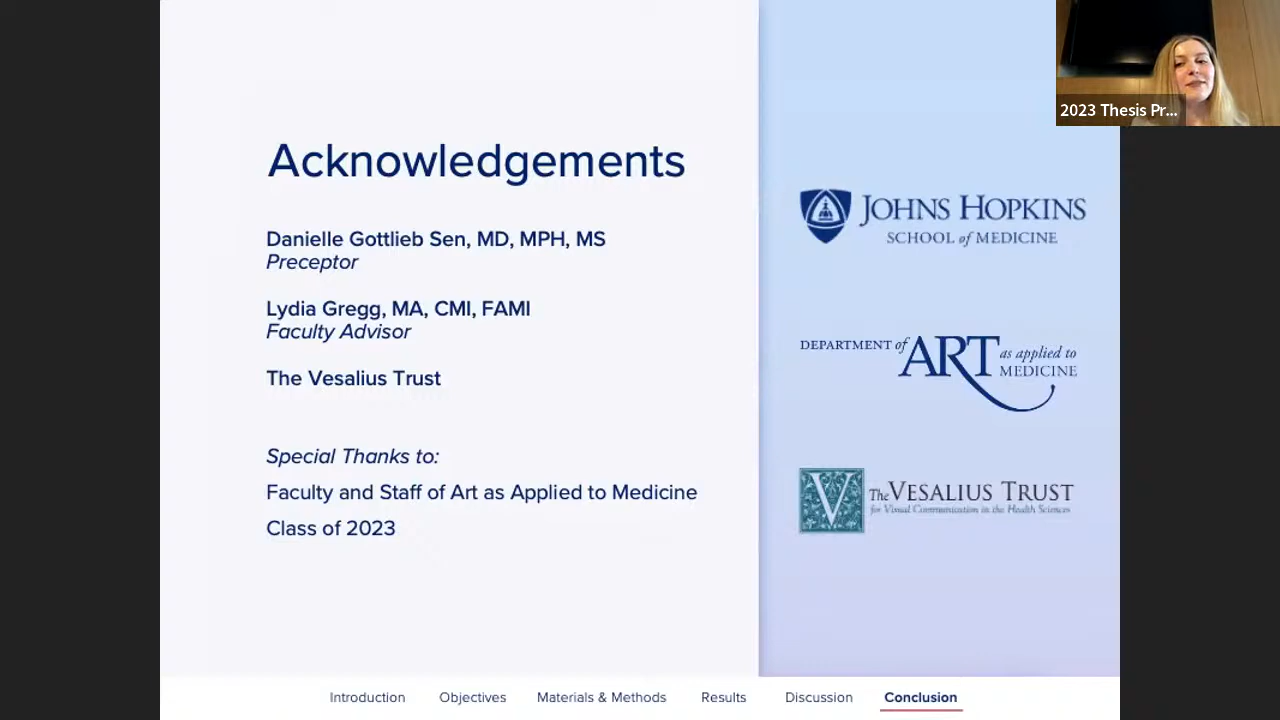 2023 Thesis Pr...
Acknowledgements
Danielle Gottlieb Sen, MD, MPH, MS
Preceptor
Lydia Gregg, MA, CMI, FAMI
Faculty Advisor
The Vesalius Trust
Special Thanks to:
Faculty and Staff of Art as Applied to Medicine
Class of 2023
JOHNS HOPKINS
SCHOOL of MEDICINE
DEPARTMENT of ART as applied to
MEDICINE
V
The VESALIUS TRUST
for Visual Communication in the Health Sciences
Introduction Objectives Materials & Methods Results Discussion Conclusion